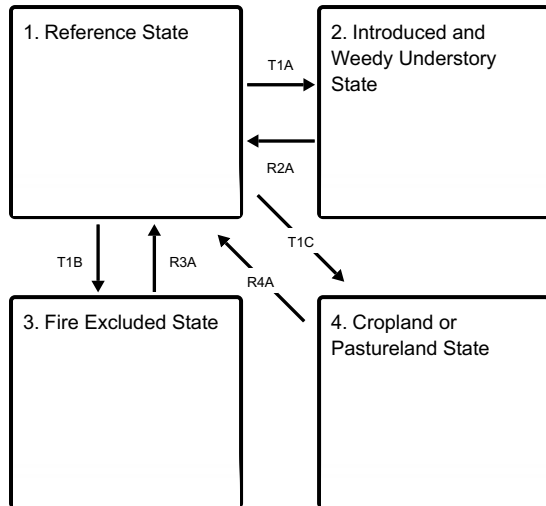 1. Reference State
2. Introduced and
Weedy Understory
State
T1A
R2A
T1B
R3A
T1C
R4A
3. Fire Excluded State
4. Cropland or
Pastureland State